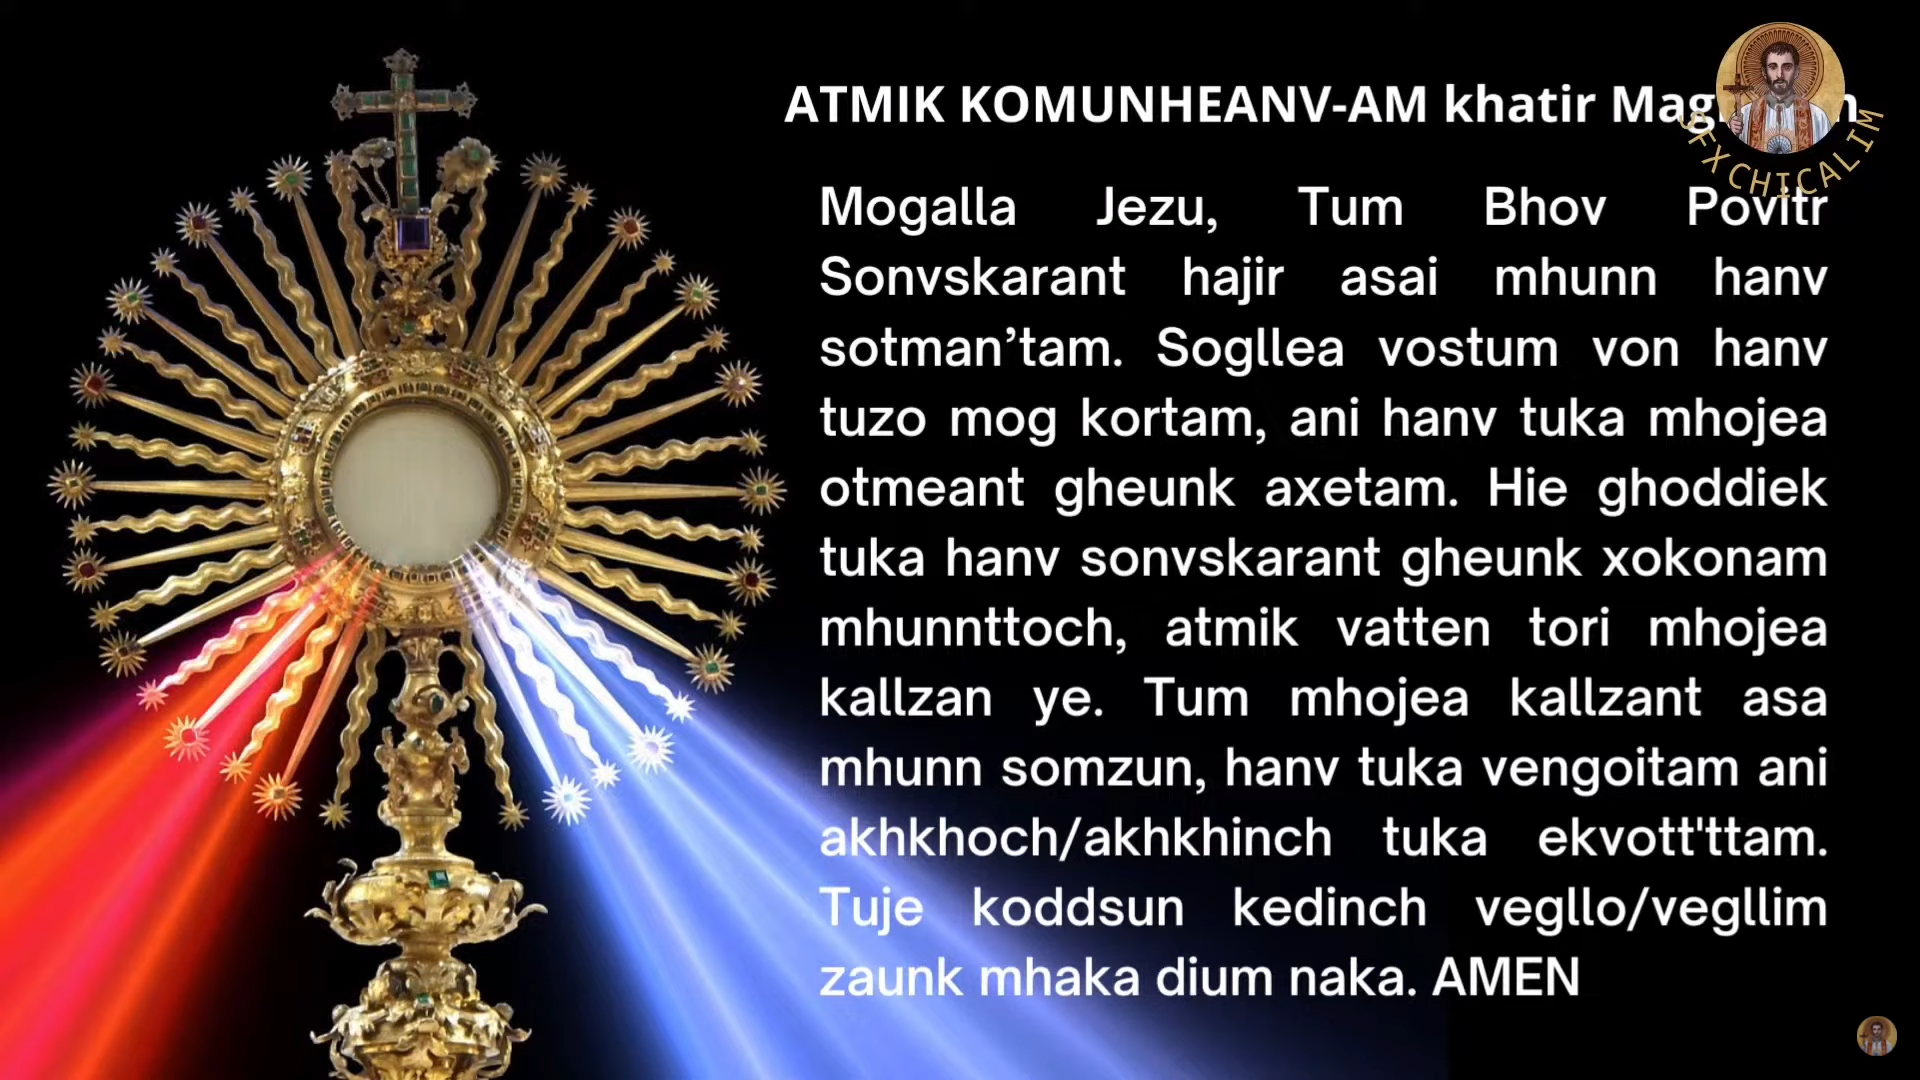 ATMIK KOMUNHEANV-AM khatir
SFXCHICALIM
Mogalla Jezu, Tum Bhov Povitr
Sonvskarant hajir asai mhunn hanv
sotman’tam. Sogllea vostum von hanv
tuzo mog kortam, ani hanv tuka mhojea
otmeant gheunk axetam. Hie ghoddiek
tuka hanv sonvskarant gheunk xokonam
mhunnttoch, atmik vatten tori mhojea
kallzan ye. Tum mhojea kallzant asa
mhunn somzun, hanv tuka vengoitam ani
akhkhoch/akhkhinch tuka ekvott'ttam.
Tuje koddsun kedinch vegllo/vegllim
zaunk mhaka dium naka. AMEN